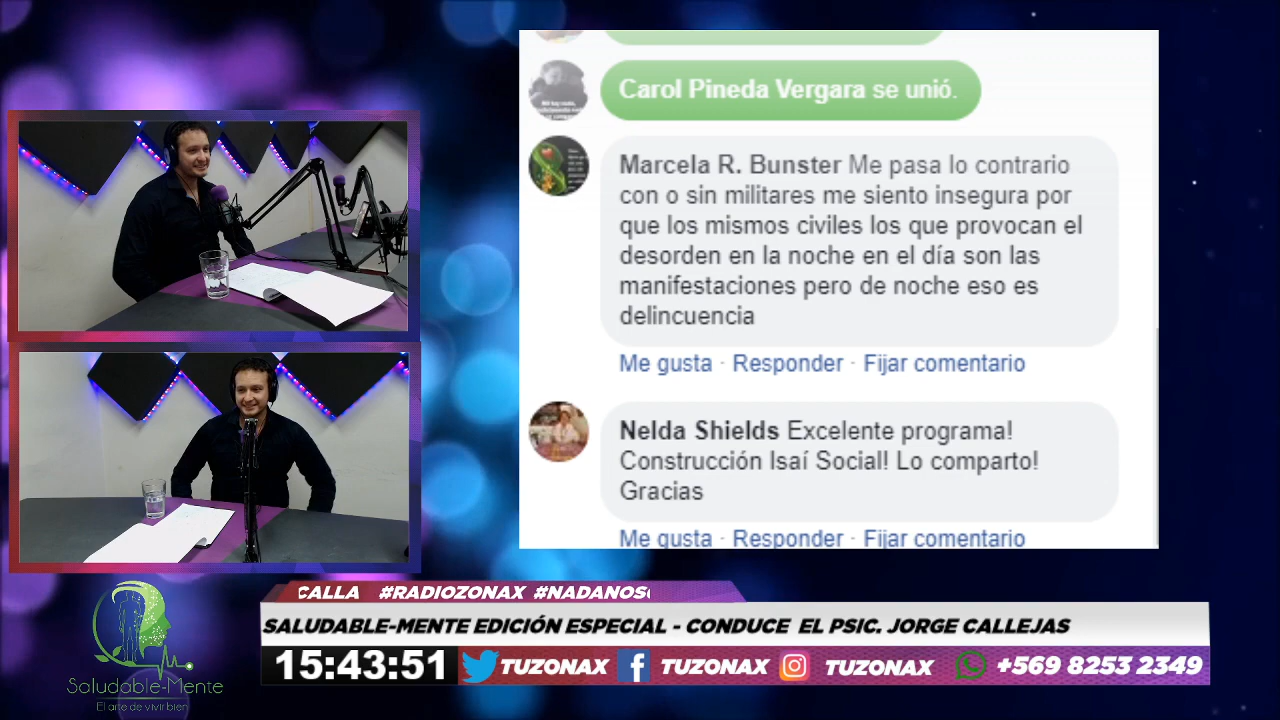 Carol Pineda Vergara se unió.
Marcela R. Bunster Me pasa lo contrario
con o sin militares me siento insegura por
que los mismos civiles los que provocan el
desorden en la noche en el día son las
manifestaciones pero de noche eso es
delincuencia
Me gusta · Responder · Fijar comentario
Nelda Shields Excelente programa!
Construcción Isaí Social! Lo comparto!
Gracias
Me gusta · Responder · Fijar comentario
CALLA #RADIOZONAX #NADANOSC
SALUDABLE-MENTE EDICIÓN ESPECIAL - CONDUCE EL PSIC. JORGE CALLEJAS
15:43:51 TUZONAX TUZONAX TUZONAX +569 8253 2349
Saludable-Mente
El arte de vivir bien